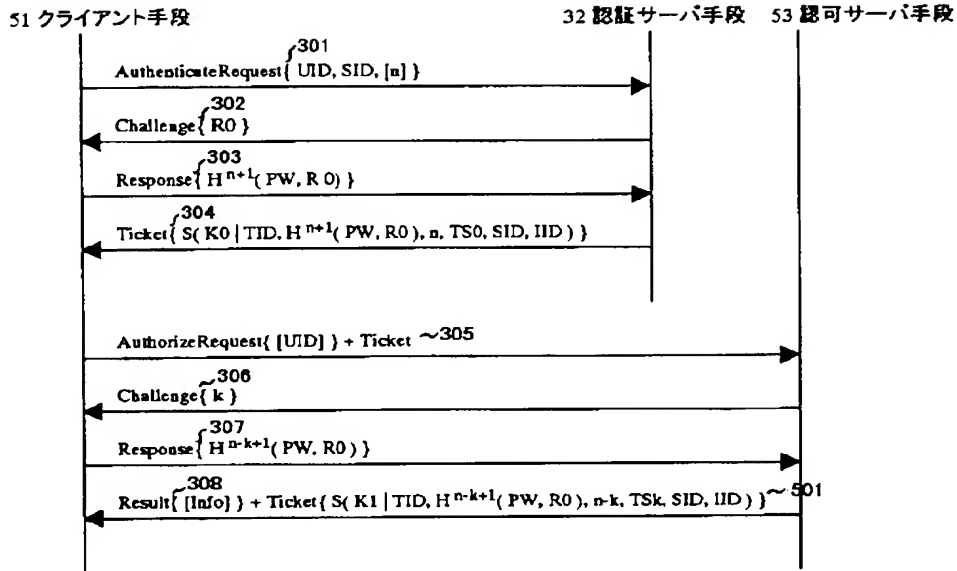 51 クライアント手段
32 認証サーバ手段
53 認可サーバ手段
301
AuthenticateRequest{ UID, SID, [n] }
302
Challenge{ R0 }
303
Response{ H^{n+1}( PW, R 0) }
304
Ticket{ S( K0 | TID, H^{n+1}( PW, R0 ), n, TS0, SID, IID ) }
AuthorizeRequest{ [UID] } + Ticket ~305
306
Challenge{ k }
307
Response{ H^{n-k+1}( PW, R0 ) }
308
Result{ [Info] } + Ticket{ S( K1 | TID, H^{n-k+1}( PW, R0 ), n-k, TSk, SID, IID ) } ~501